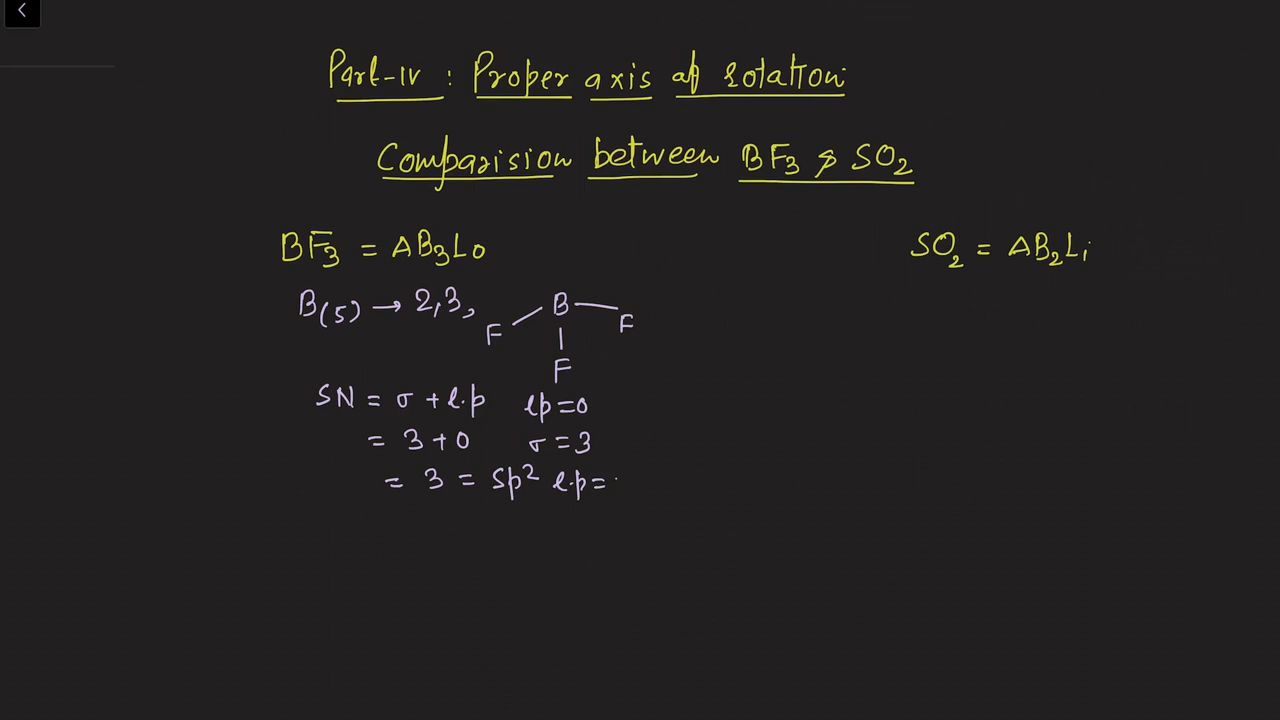 Part-IV : Proper axis of rotation
Comparision between BF3 & SO2
BF3 = AB3L0
SO2 = AB2L1
B(5) → 2,3,
B
F F
F
SN = σ + l.p lp=0
= 3+0 σ=3
= 3 = Sp² l.p=